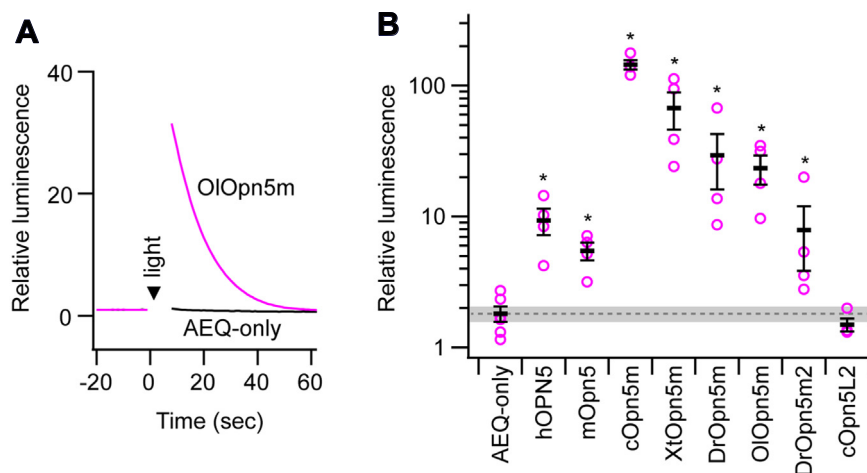 A
Relative luminescence
40
20
0
light
OlOpn5m
AEQ-only
-20
0
20
40
60
Time (sec)
B
Relative luminescence
100
10
1
*
*
*
*
*
*
*
AEQ-only
hOPN5
mOpn5
cOpn5m
XtOpn5m
DrOpn5m
OlOpn5m
DrOpn5m2
cOpn5L2